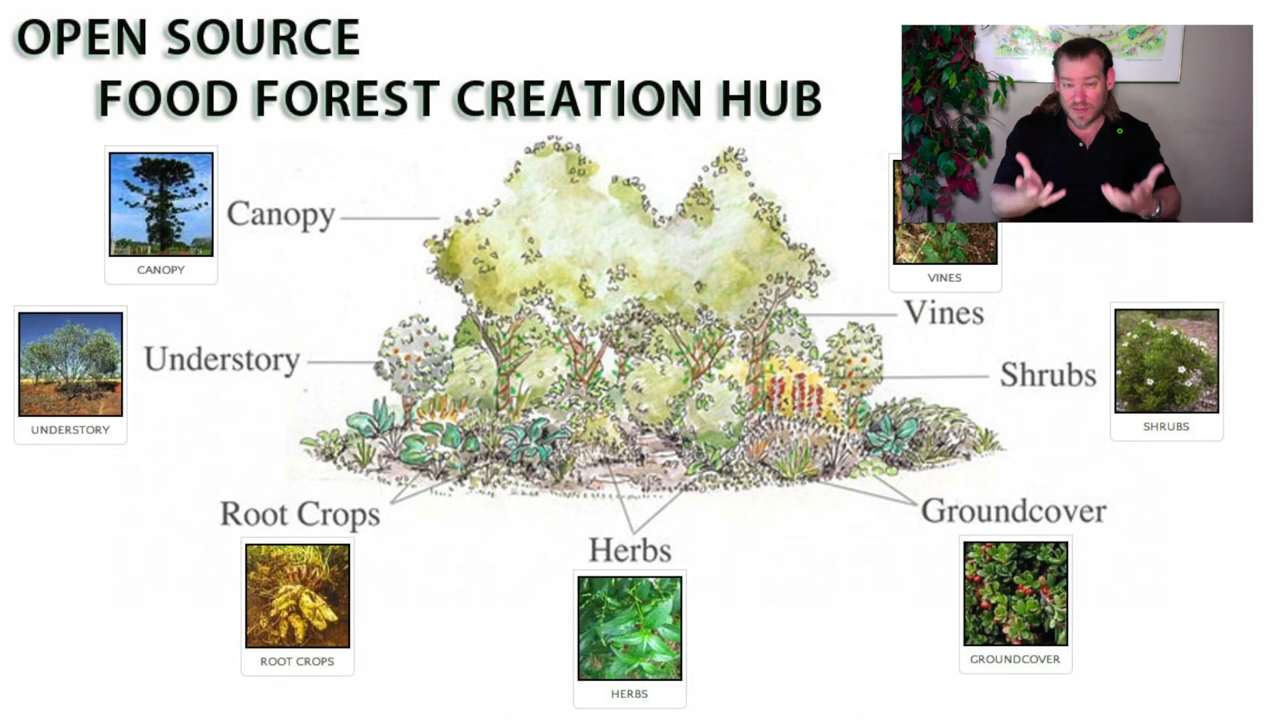 OPEN SOURCE
FOOD FOREST CREATION HUB
Canopy
CANOPY
VINES
Vines
Understory
UNDERSTORY
Shrubs
SHRUBS
Root Crops
ROOT CROPS
Herbs
HERBS
Groundcover
GROUNDCOVER